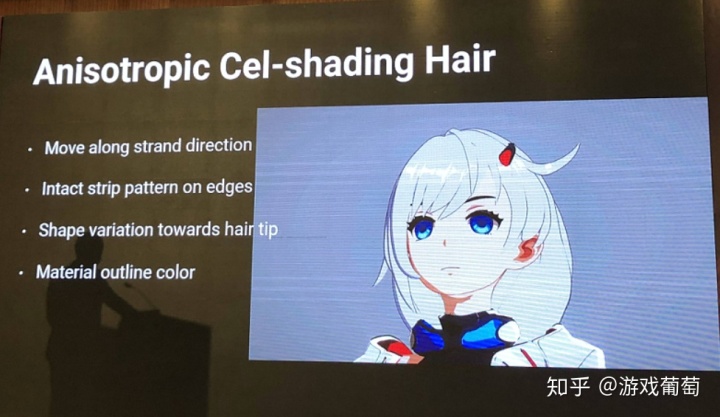 Anisotropic Cel-shading Hair
• Move along strand direction
• Intact strip pattern on edges
• Shape variation towards hair tip
• Material outline color
知乎 @游戏葡萄